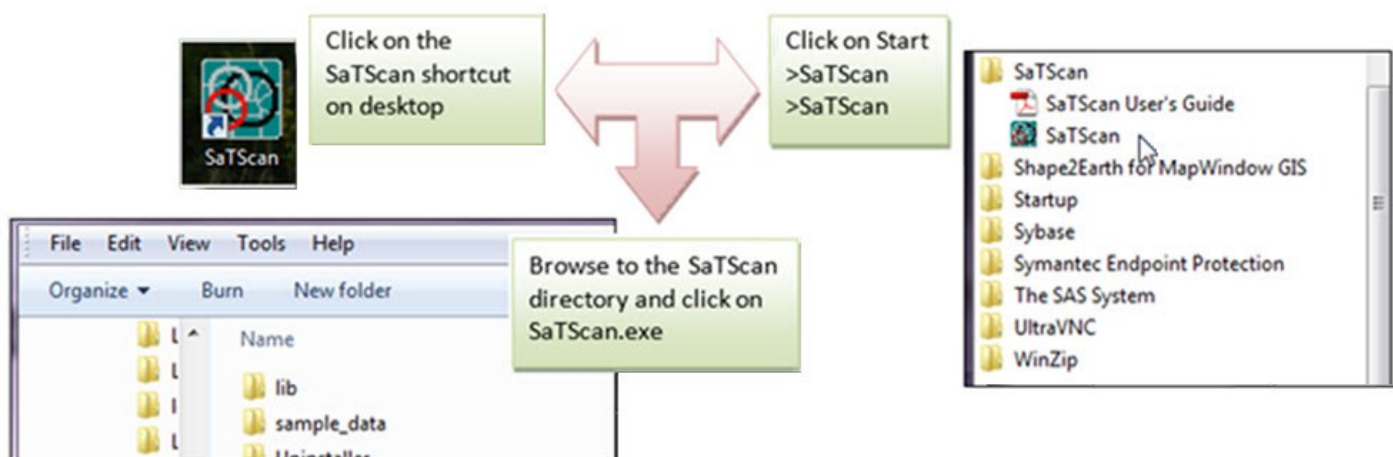 SaTScan
Click on the
SaTScan shortcut
on desktop
Click on Start
>SaTScan
>SaTScan
SaTScan
SaTScan User's Guide
SaTScan
Shape2Earth for MapWindow GIS
Startup
Sybase
Symantec Endpoint Protection
The SAS System
UltraVNC
WinZip
File Edit View Tools Help
Organize Burn New folder
Name
lib
sample_data
Browse to the SaTScan
directory and click on
SaTScan.exe